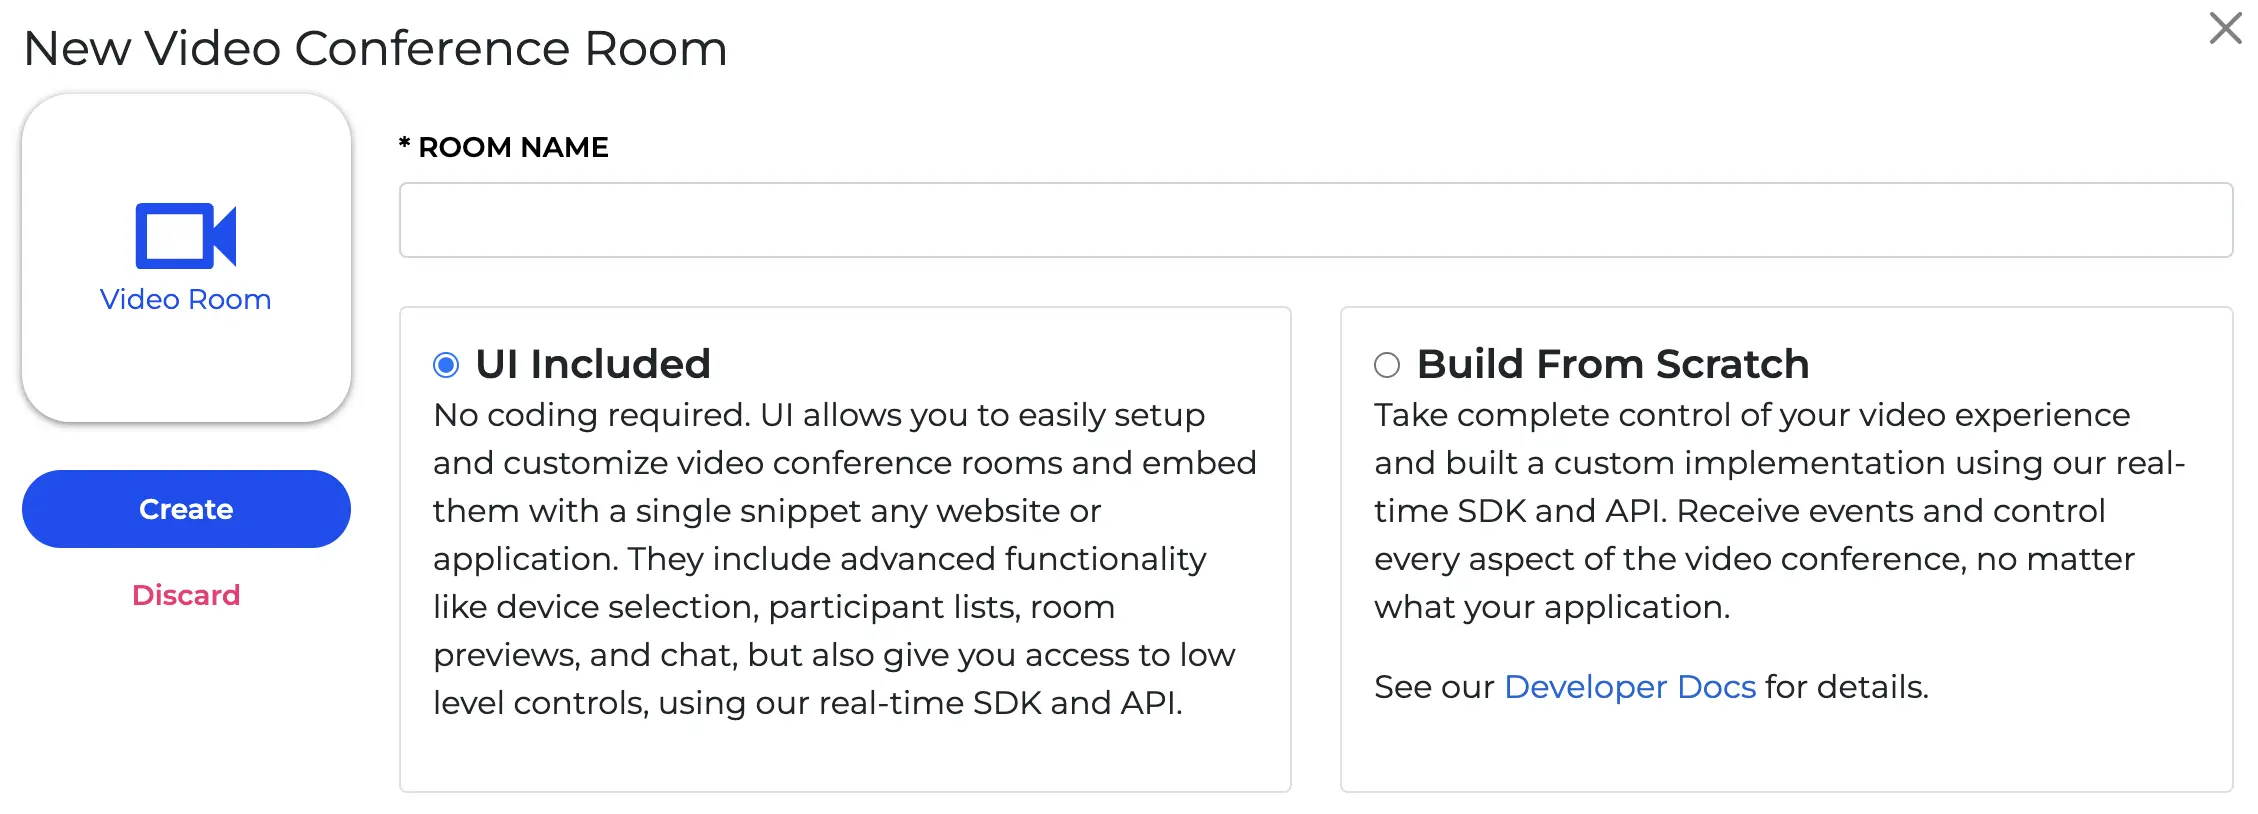 New Video Conference Room
Video Room
Create
Discard
* ROOM NAME
UI Included
No coding required. UI allows you to easily setup
and customize video conference rooms and embed
them with a single snippet any website or
application. They include advanced functionality
like device selection, participant lists, room
previews, and chat, but also give you access to low
level controls, using our real-time SDK and API.
Build From Scratch
Take complete control of your video experience
and built a custom implementation using our real-
time SDK and API. Receive events and control
every aspect of the video conference, no matter
what your application.
See our Developer Docs for details.